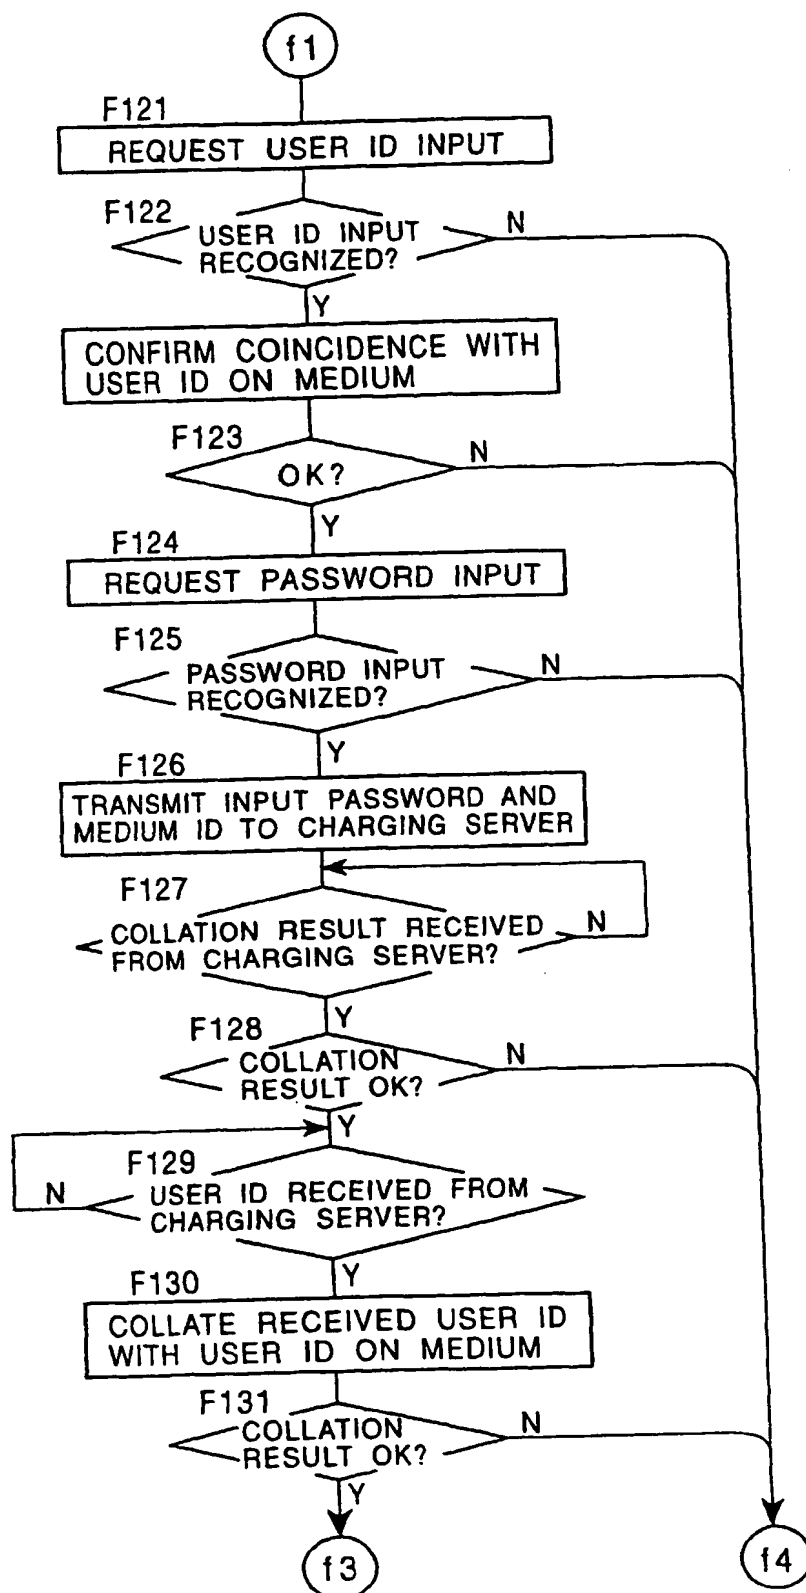 f1
F121
REQUEST USER ID INPUT
F122
USER ID INPUT
RECOGNIZED?
N
Y
CONFIRM COINCIDENCE WITH
USER ID ON MEDIUM
F123
OK?
N
Y
F124
REQUEST PASSWORD INPUT
F125
PASSWORD INPUT
RECOGNIZED?
N
Y
F126
TRANSMIT INPUT PASSWORD AND
MEDIUM ID TO CHARGING SERVER
F127
COLLATION RESULT RECEIVED
FROM CHARGING SERVER?
N
Y
F128
COLLATION
RESULT OK?
N
Y
F129
N
USER ID RECEIVED FROM
CHARGING SERVER?
Y
F130
COLLATE RECEIVED USER ID
WITH USER ID ON MEDIUM
F131
COLLATION
RESULT OK?
N
Y
f3
f4